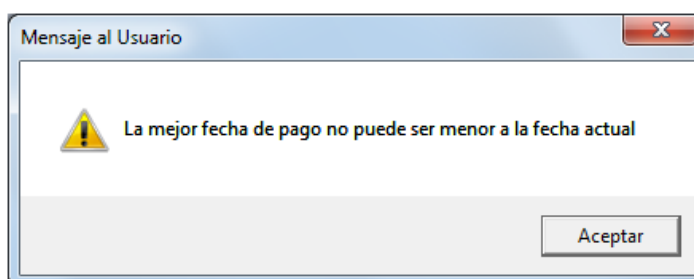 Mensaje al Usuario
La mejor fecha de pago no puede ser menor a la fecha actual
Aceptar